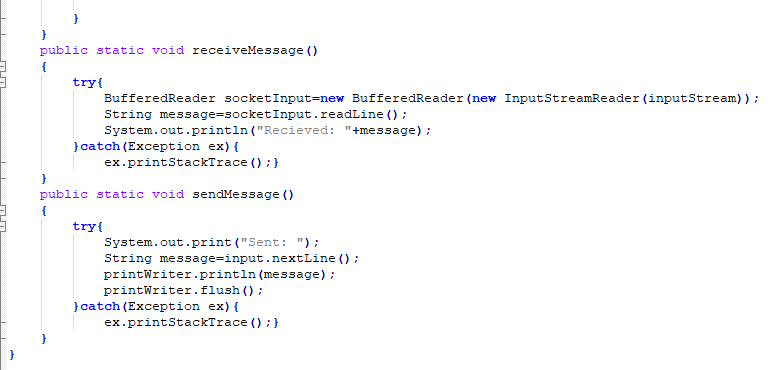 }
}
public static void receiveMessage()
{
try{
BufferedReader socketInput=new BufferedReader(new InputStreamReader(inputStream));
String message=socketInput.readLine();
System.out.println("Recieved: "+message);
}catch(Exception ex){
ex.printStackTrace();}
}
public static void sendMessage()
{
try{
System.out.print("Sent: ");
String message=input.nextLine();
printWriter.println(message);
printWriter.flush();
}catch(Exception ex){
ex.printStackTrace();}
}
}